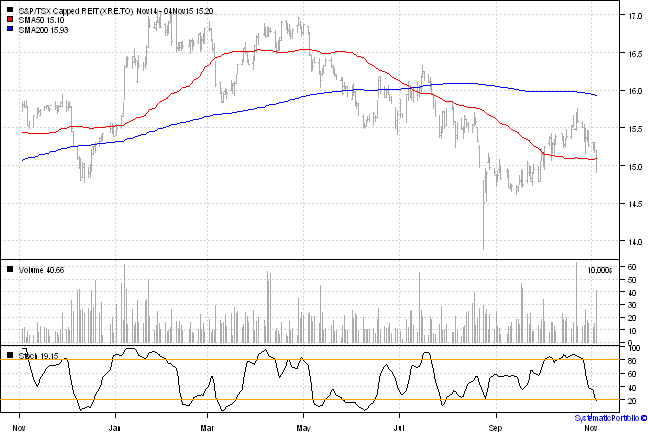 S&P/TSX Capped REIT (XRE.TO) Nov14 - 04Nov15 15.20
SMA50 15.10
SMA200 15.93
17.0
16.5
16.0
15.5
15.0
14.5
14.0
Volume 40.66
10,000s
60
50
40
30
20
10
0
Stoch 19.15
100
80
60
40
20
Nov Jan Mar May Jul Sep Nov
SystematicPortfolio ©